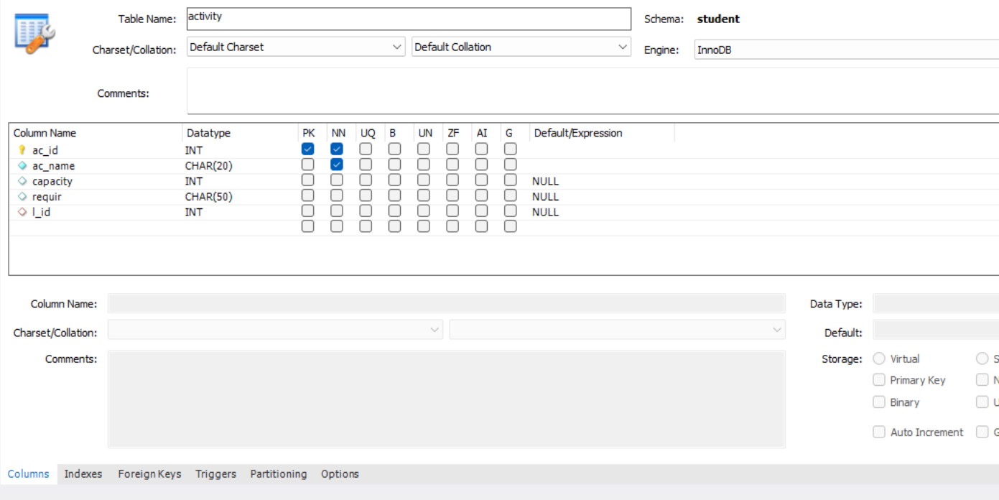 Table Name: activity Schema: student
Charset/Collation: Default Charset Default Collation Engine: InnoDB
Comments:
Column Name Datatype PK NN UQ B UN ZF AI G Default/Expression
ac_id INT
ac_name CHAR(20)
capacity INT NULL
requir CHAR(50) NULL
l_id INT NULL
Column Name: Data Type:
Charset/Collation: Default:
Comments: Storage: Virtual
Primary Key
Binary
Auto Increment
Columns Indexes Foreign Keys Triggers Partitioning Options